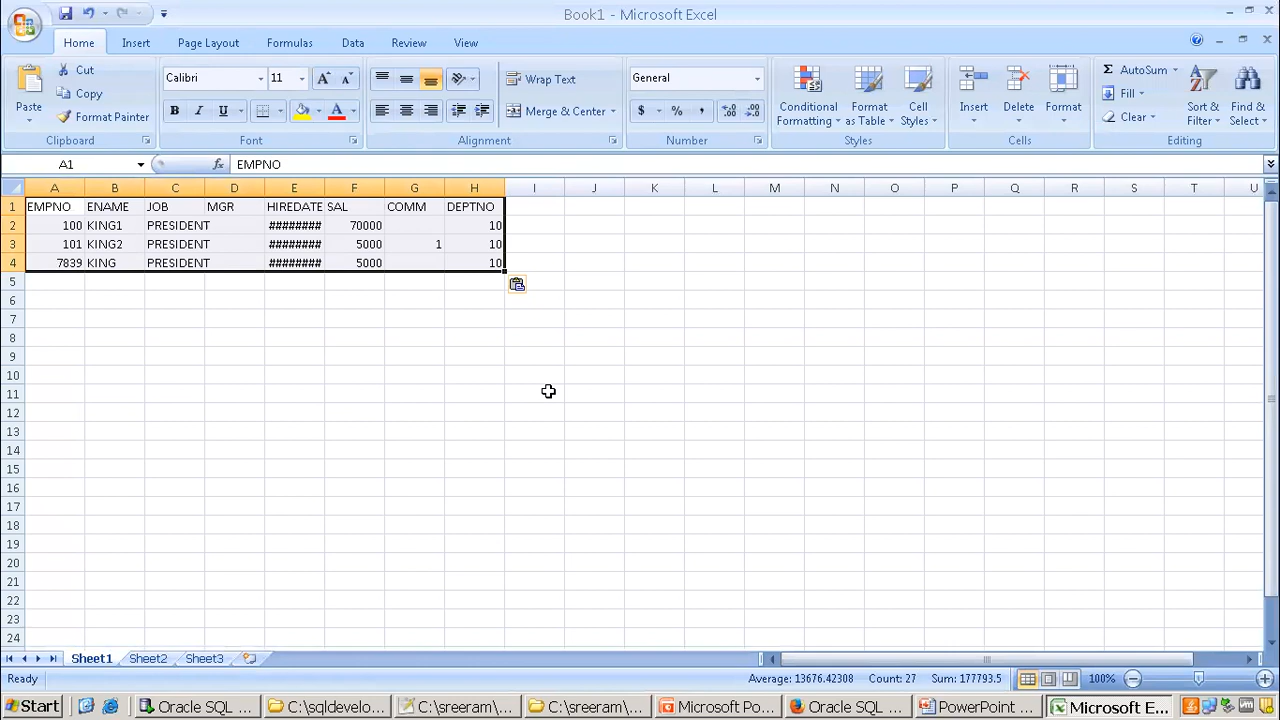 Book1 - Microsoft Excel
Home Insert Page Layout Formulas Data Review View
Paste Cut Copy Format Painter Clipboard
Calibri 11 A A B I U A Font
Wrap Text Merge & Center Alignment
General $ % , .0 .00 .00 .0 Number
Conditional Formatting Format as Table Cell Styles Styles
Insert Delete Format Cells
Σ AutoSum Fill Clear Sort & Filter Find & Select Editing
A1 fx EMPNO
A B C D E F G H I J K L M N O P Q R S T U
1 EMPNO ENAME JOB MGR HIREDATE SAL COMM DEPTNO
2 100 KING1 PRESIDENT ######## 70000 10
3 101 KING2 PRESIDENT ######## 5000 1 10
4 7839 KING PRESIDENT ######## 5000 10
5
6
7
8
9
10
11
12
13
14
15
16
17
18
19
20
21
22
23
24
Sheet1 Sheet2 Sheet3
Ready Average: 13676.42308 Count: 27 Sum: 177793.5 100%
Start Oracle SQL ... C:\sqldevelo... C:\sreeram\... C:\sreeram\... Microsoft Po... Oracle SQL ... PowerPoint ... Microsoft E...